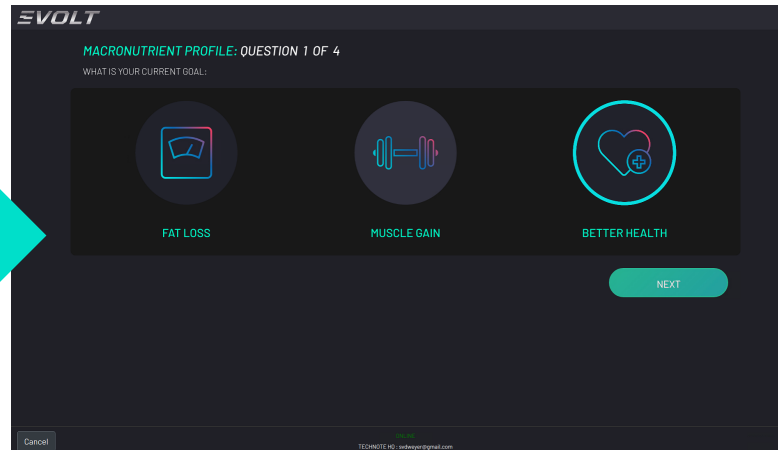 EVOLT
MACRONUTRIENT PROFILE: QUESTION 1 OF 4
WHAT IS YOUR CURRENT GOAL:
FAT LOSS
MUSCLE GAIN
BETTER HEALTH
NEXT
Cancel
ONLINE
TECHNOTE HQ : sedweyer@gmail.com